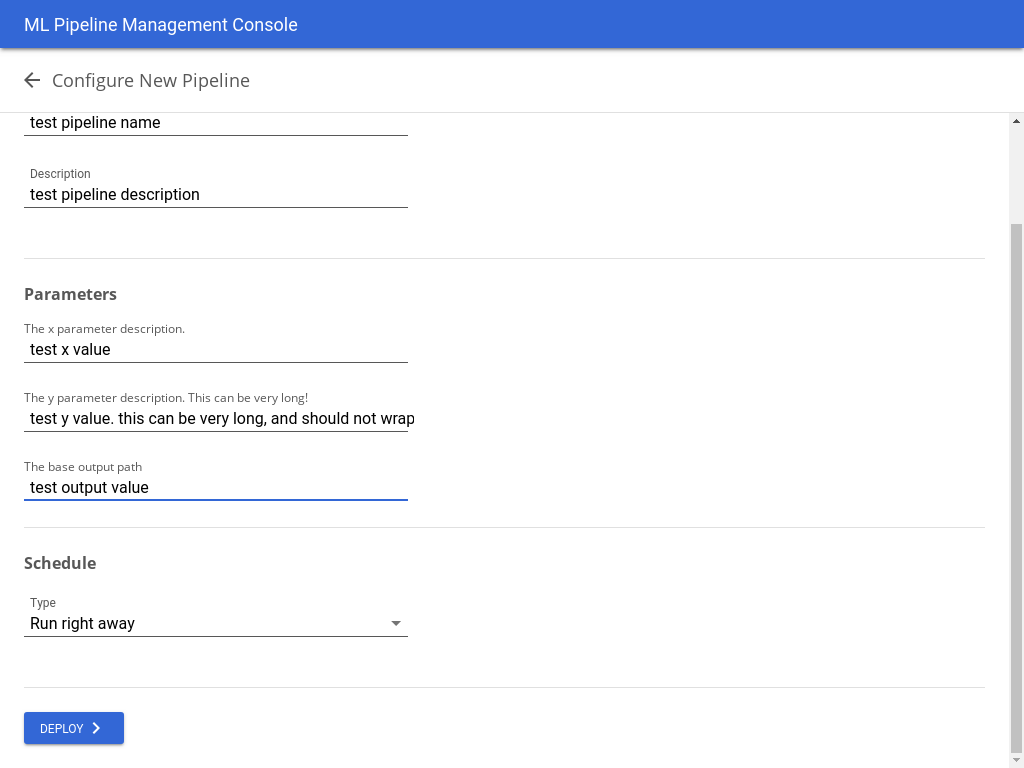 ML Pipeline Management Console
Configure New Pipeline
test pipeline name
Description
test pipeline description
Parameters
The x parameter description.
test x value
The y parameter description. This can be very long!
test y value. this can be very long, and should not wrap
The base output path
test output value
Schedule
Type
Run right away
DEPLOY